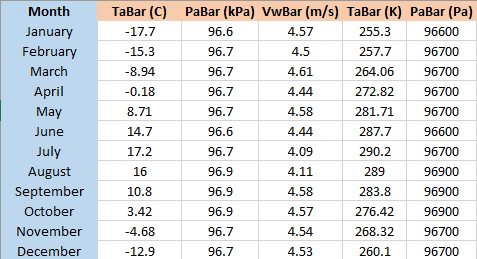 Month TaBar (C) PaBar (kPa) VwBar (m/s) TaBar (K) PaBar (Pa)
January -17.7 96.6 4.57 255.3 96600
February -15.3 96.7 4.5 257.7 96700
March -8.94 96.7 4.61 264.06 96700
April -0.18 96.7 4.44 272.82 96700
May 8.71 96.7 4.58 281.71 96700
June 14.7 96.6 4.44 287.7 96600
July 17.2 96.7 4.09 290.2 96700
August 16 96.9 4.11 289 96900
September 10.8 96.9 4.58 283.8 96900
October 3.42 96.9 4.57 276.42 96900
November -4.68 96.7 4.54 268.32 96700
December -12.9 96.7 4.53 260.1 96700